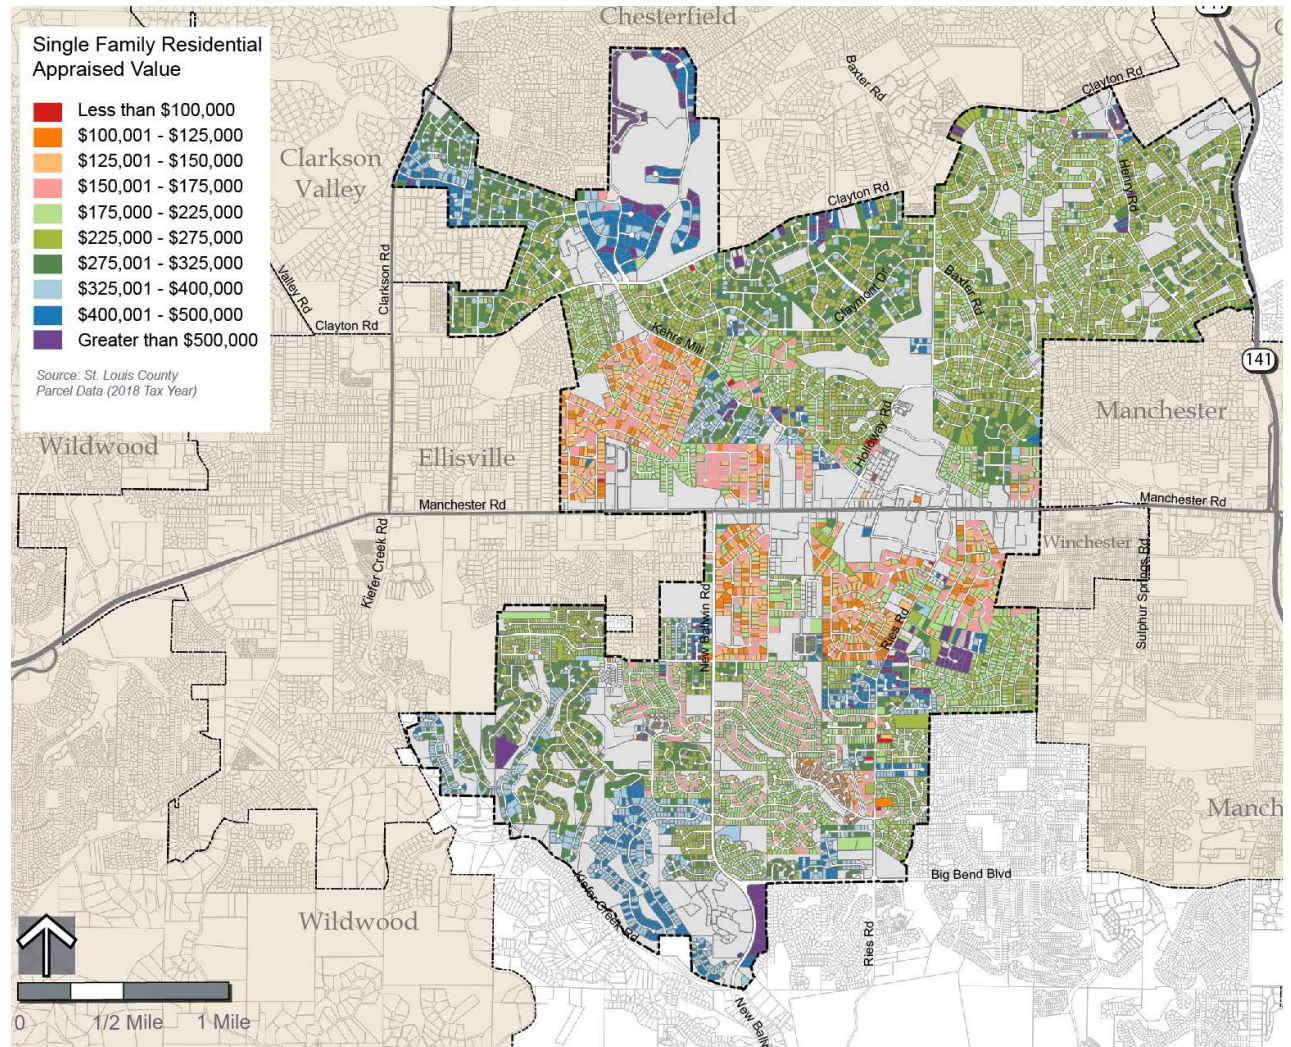 Single Family Residential
Appraised Value
Less than $100,000
$100,001 - $125,000
$125,001 - $150,000
$150,001 - $175,000
$175,000 - $225,000
$225,000 - $275,000
$275,001 - $325,000
$325,001 - $400,000
$400,001 - $500,000
Greater than $500,000
Source: St. Louis County
Parcel Data (2018 Tax Year)
Chesterfield
Baxter Rd
Clayton Rd
Clarkson
Valley
Clayton Rd
Henry Rd
Valley Rd
Clarkson Rd
Clayton Rd
Claymont Dr
Baxter Rd
Kehrs Mill
141
Manchester
Wildwood
Ellisville
Holloway Rd
Manchester Rd
Manchester Rd
Winchester
Kiefer Creek Rd
New Ballwin Rd
Ries Rd
Sulphur Springs Rd
Manch
Big Bend Blvd
Wildwood
Kiefer Creek Rd
Ries Rd
New Ballw
0 1/2 Mile 1 Mile